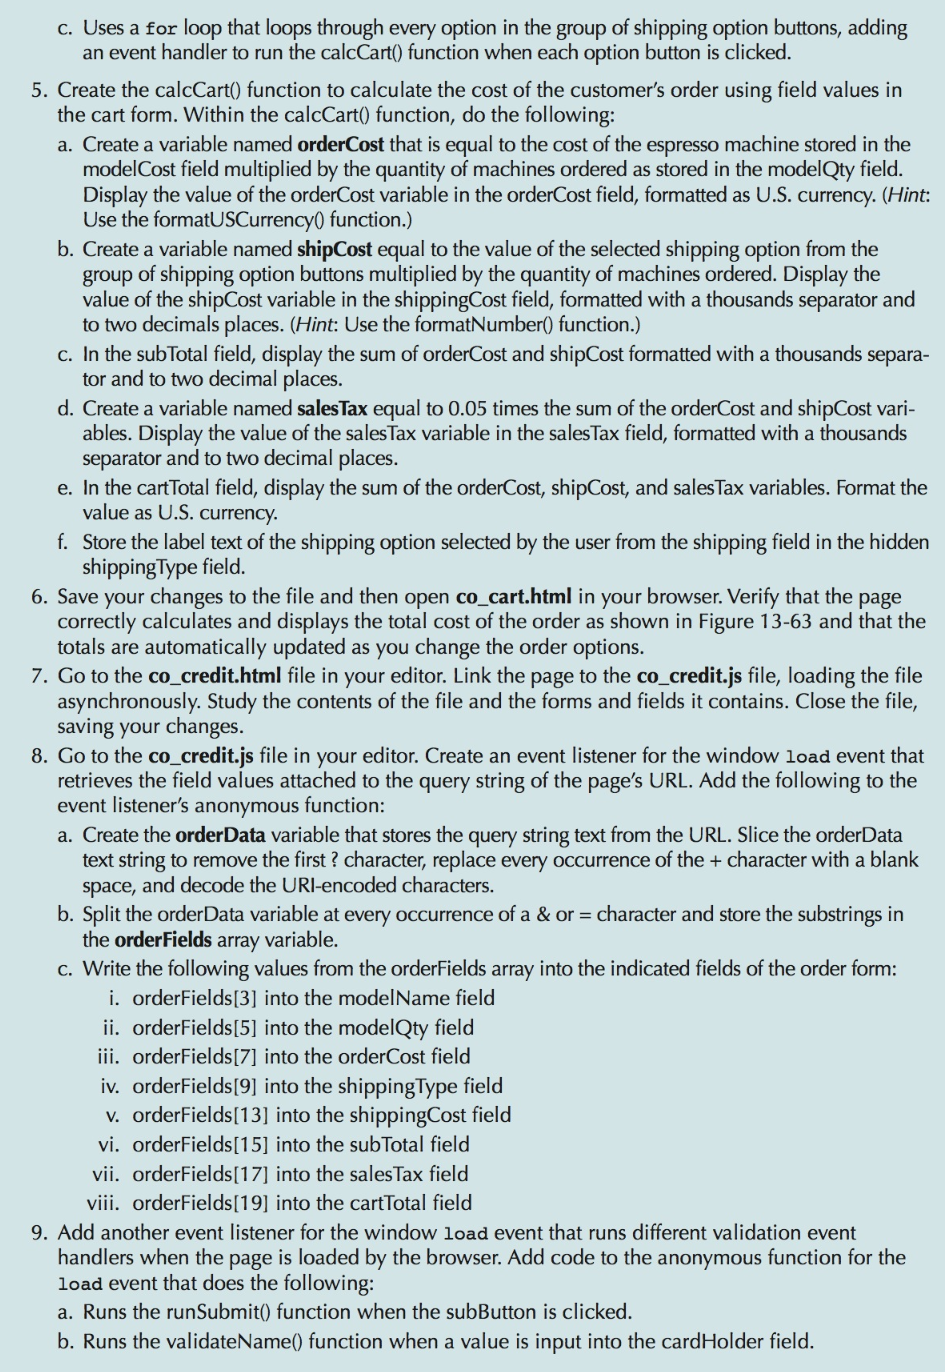 c. Uses a for loop that loops through every option in the group of shipping option buttons, adding
an event handler to run the calcCart() function when each option button is clicked.
5. Create the calcCart() function to calculate the cost of the customer's order using field values in
the cart form. Within the calcCart() function, do the following:
a. Create a variable named orderCost that is equal to the cost of the espresso machine stored in the
modelCost field multiplied by the quantity of machines ordered as stored in the modelQty field.
Display the value of the orderCost variable in the orderCost field, formatted as U.S. currency. (Hint:
Use the formatUSCurrency() function.)
b. Create a variable named shipCost equal to the value of the selected shipping option from the
group of shipping option buttons multiplied by the quantity of machines ordered. Display the
value of the shipCost variable in the shippingCost field, formatted with a thousands separator and
to two decimals places. (Hint: Use the formatNumber() function.)
c. In the subTotal field, display the sum of orderCost and shipCost formatted with a thousands separa-
tor and to two decimal places.
d. Create a variable named salesTax equal to 0.05 times the sum of the orderCost and shipCost vari-
ables. Display the value of the salesTax variable in the salesTax field, formatted with a thousands
separator and to two decimal places.
e. In the cartTotal field, display the sum of the orderCost, shipCost, and salesTax variables. Format the
value as U.S. currency.
f. Store the label text of the shipping option selected by the user from the shipping field in the hidden
shippingType field.
6. Save your changes to the file and then open co_cart.html in your browser. Verify that the page
correctly calculates and displays the total cost of the order as shown in Figure 13-63 and that the
totals are automatically updated as you change the order options.
7. Go to the co_credit.html file in your editor. Link the page to the co_credit.js file, loading the file
asynchronously. Study the contents of the file and the forms and fields it contains. Close the file,
saving your changes.
8. Go to the co_credit.js file in your editor. Create an event listener for the window load event that
retrieves the field values attached to the query string of the page's URL. Add the following to the
event listener's anonymous function:
a. Create the orderData variable that stores the query string text from the URL. Slice the orderData
text string to remove the first ? character, replace every occurrence of the + character with a blank
space, and decode the URI-encoded characters.
b. Split the orderData variable at every occurrence of a & or = character and store the substrings in
the orderFields array variable.
c. Write the following values from the orderFields array into the indicated fields of the order form:
i. orderFields[3] into the modelName field
ii. orderFields[5] into the modelQty field
iii. orderFields[7] into the orderCost field
iv. orderFields[9] into the shippingType field
v. orderFields[13] into the shippingCost field
vi. orderFields[15] into the subTotal field
vii. orderFields[17] into the salesTax field
viii. orderFields[19] into the cartTotal field
9. Add another event listener for the window load event that runs different validation event
handlers when the page is loaded by the browser. Add code to the anonymous function for the
load event that does the following:
a. Runs the runSubmit() function when the subButton is clicked.
b. Runs the validateName() function when a value is input into the cardHolder field.